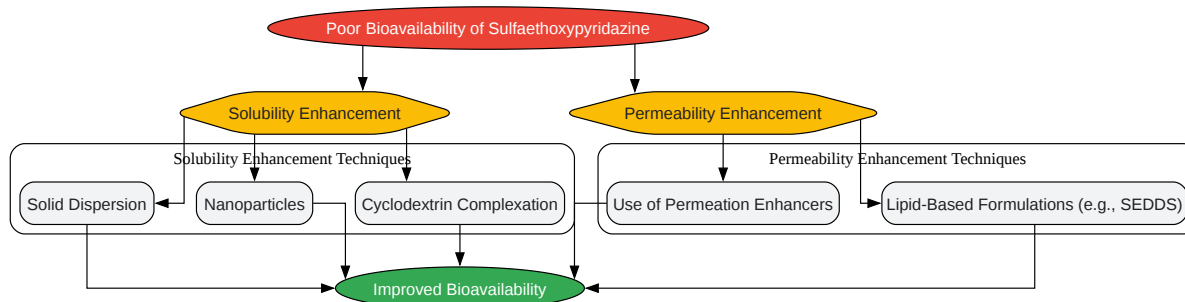 Poor Bioavailability of Sulfaethoxypyridazine
Solubility Enhancement
Permeability Enhancement
Solubility Enhancement Techniques
Permeability Enhancement Techniques
Solid Dispersion
Nanoparticles
Cyclodextrin Complexation
Use of Permeation Enhancers
Lipid-Based Formulations (e.g., SEDDS)
Improved Bioavailability